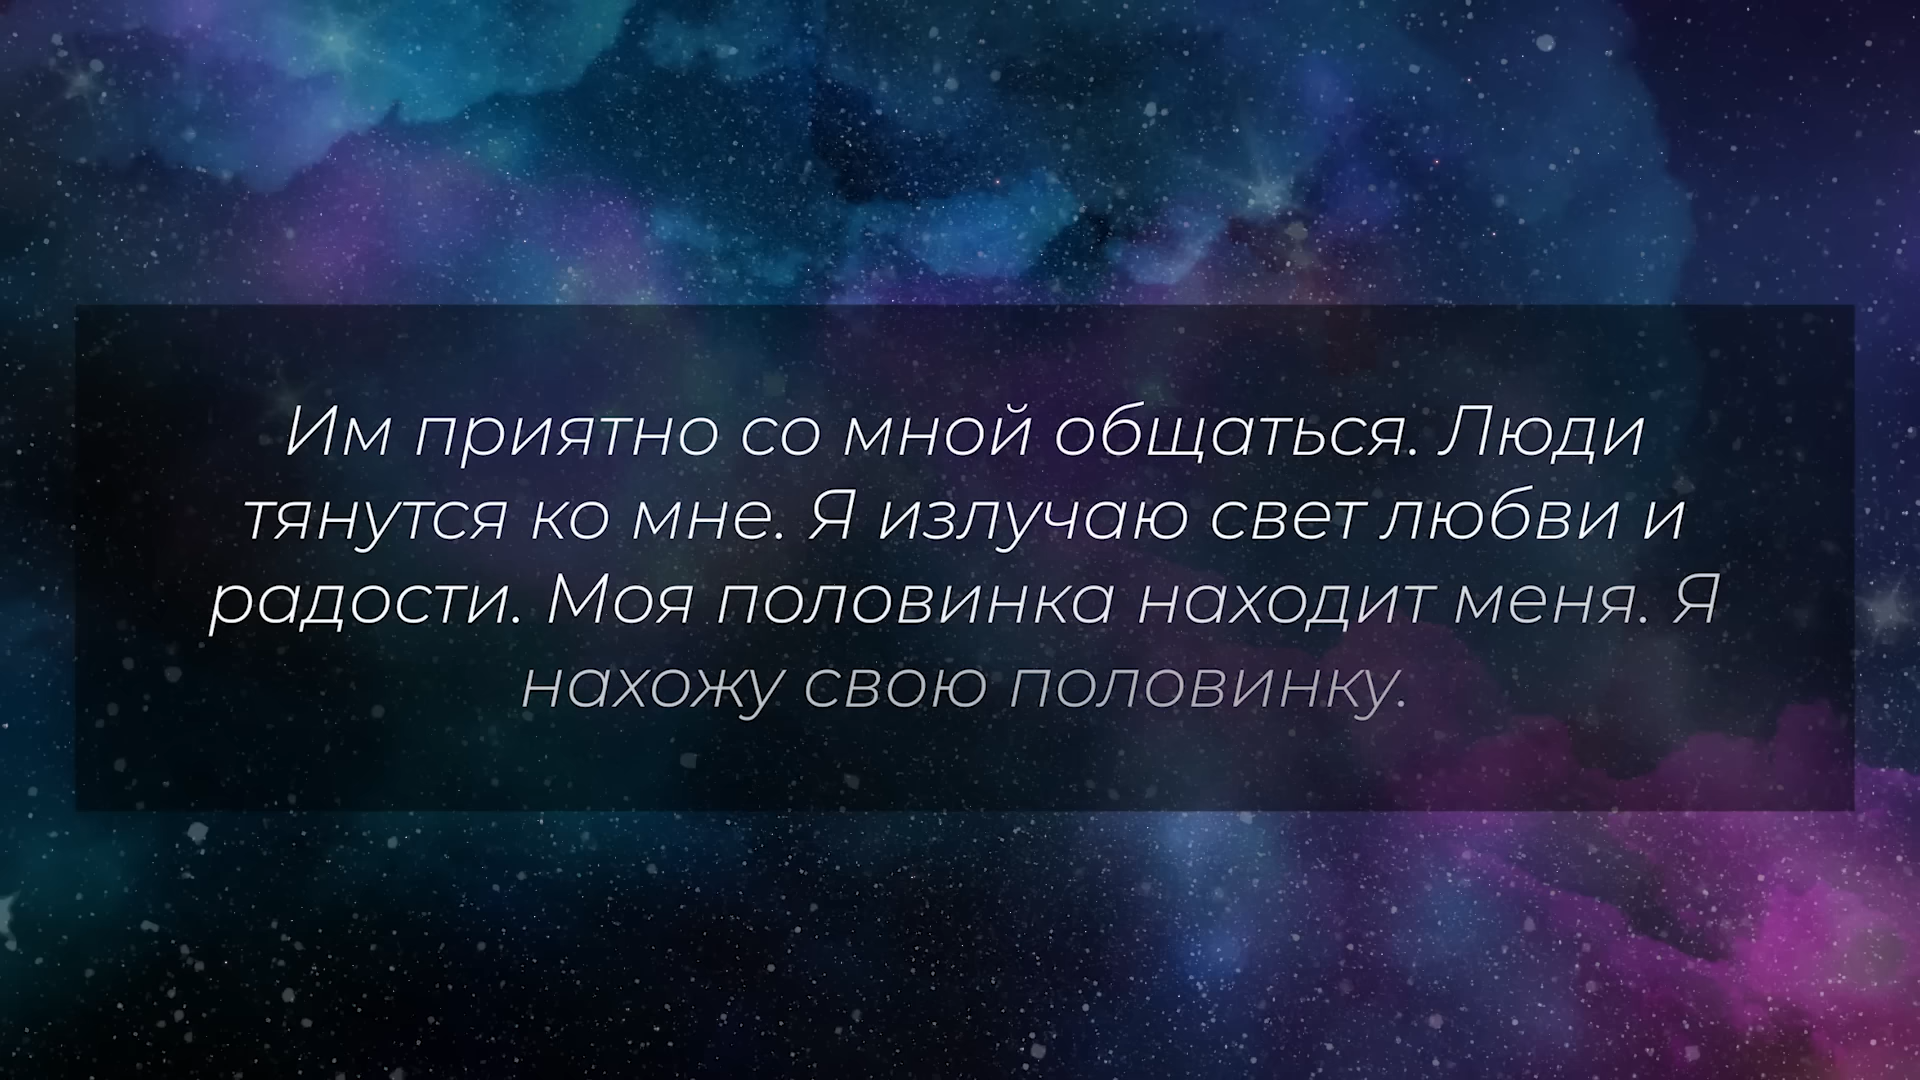 Им приятно со мной общаться. Люди
тянутся ко мне. Я излучаю свет любви и
радости. Моя половинка находит меня. Я
нахожу свою половинку.